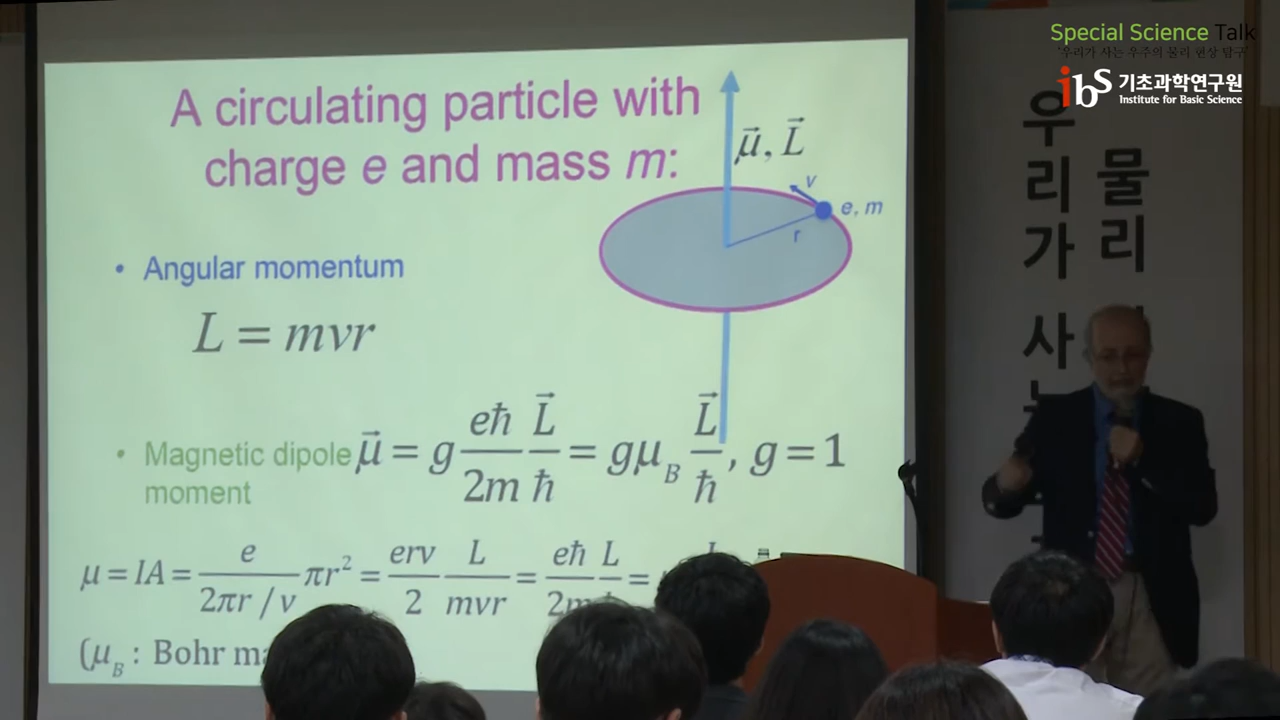 Special Science Talk
'우리가 사는 우주의 물리 현상 탐구'
ibs 기초과학연구원
Institute for Basic Science
A circulating particle with
charge e and mass m:
μ⃗, L⃗
v
e, m
r
• Angular momentum
L = mvr
• Magnetic dipole moment
μ⃗ = g eħ/2m L⃗/ħ = gμ_B L⃗/ħ, g = 1
μ = IA = e/(2πr / v) πr² = erv/2 L/mvr = eħ/2m L/ħ =
(μ_B : Bohr
우리가 사는
물리